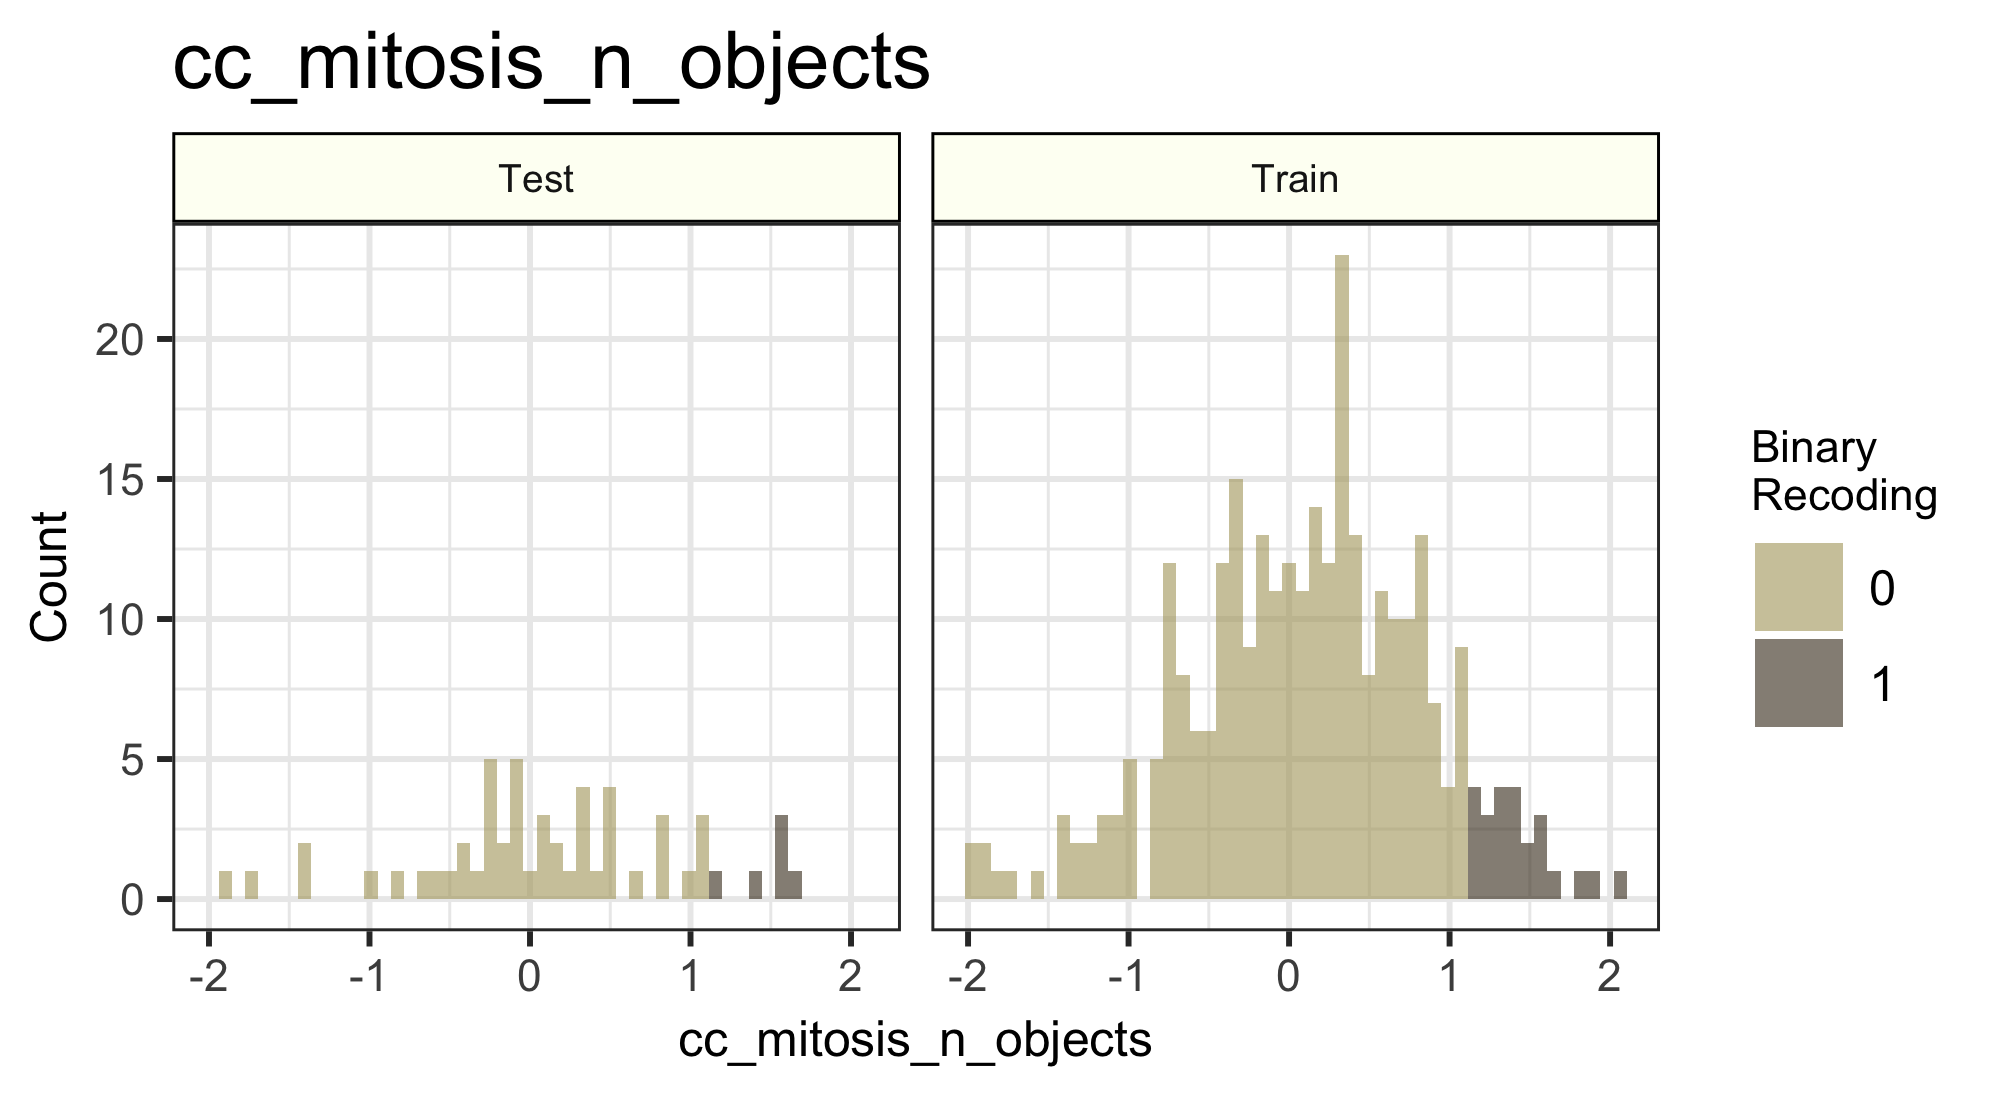 cc_mitosis_n_objects
Test
Train
20
15
10
5
0
Count
-2
-1
0
1
2
-2
-1
0
1
2
cc_mitosis_n_objects
Binary
Recoding
0
1